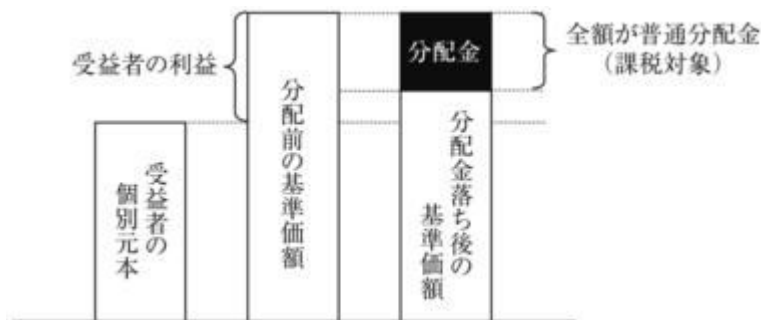 受益者の利益
分配金
全額が普通分配金
（課税対象）
受益者の
個別元本
分配前の基準価額
分配金落ち後の
基準価額